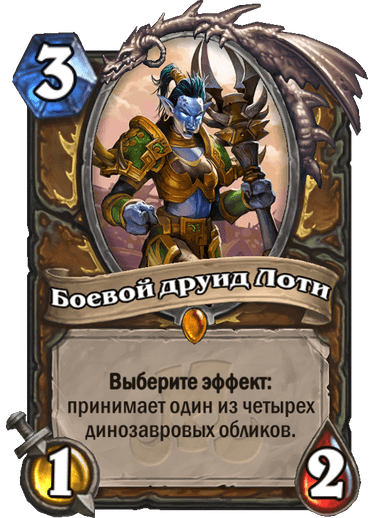 3
Боевой друид Лоти
Выберите эффект:
принимает один из четырех
динозавровых обликов.
1
2